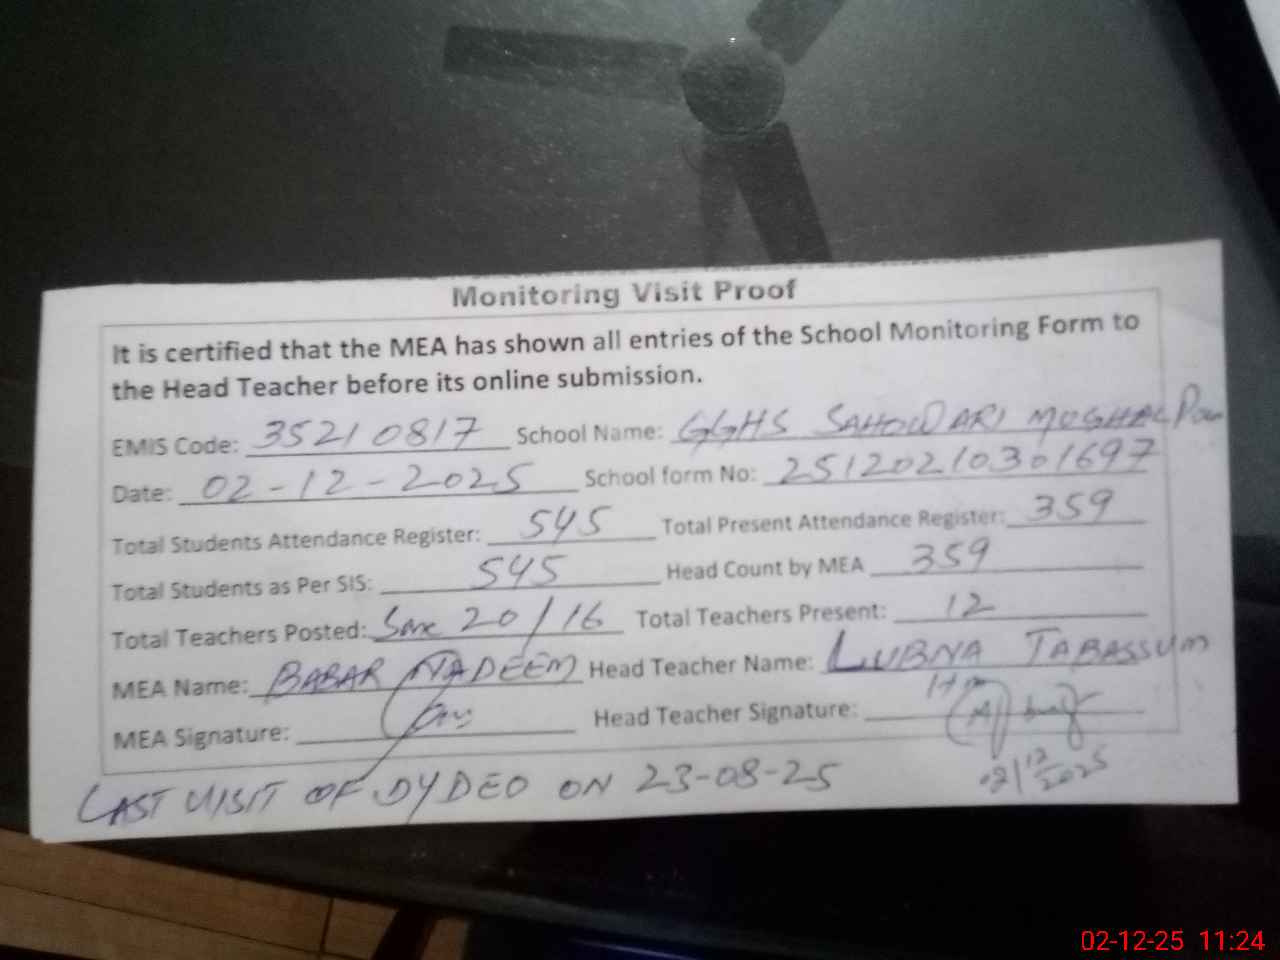 Monitoring Visit Proof
It is certified that the MEA has shown all entries of the School Monitoring Form to
the Head Teacher before its online submission.
EMIS Code: 35210817 School Name: GGHS SAHOWARI MUGHALPura
Date: 02-12-2025 School form No: 2512021030 1697
Total Students Attendance Register: 545 Total Present Attendance Register: 359
Total Students as Per SIS: 545 Head Count by MEA 359
Total Teachers Posted: Sanc 20/16 Total Teachers Present: 12
MEA Name: BABAR NADEEM Head Teacher Name: LUBNA TABASSUM
MEA Signature: Head Teacher Signature:
02/12/2025
LAST VISIT OF DYDEO ON 23-08-25
02-12-25 11:24